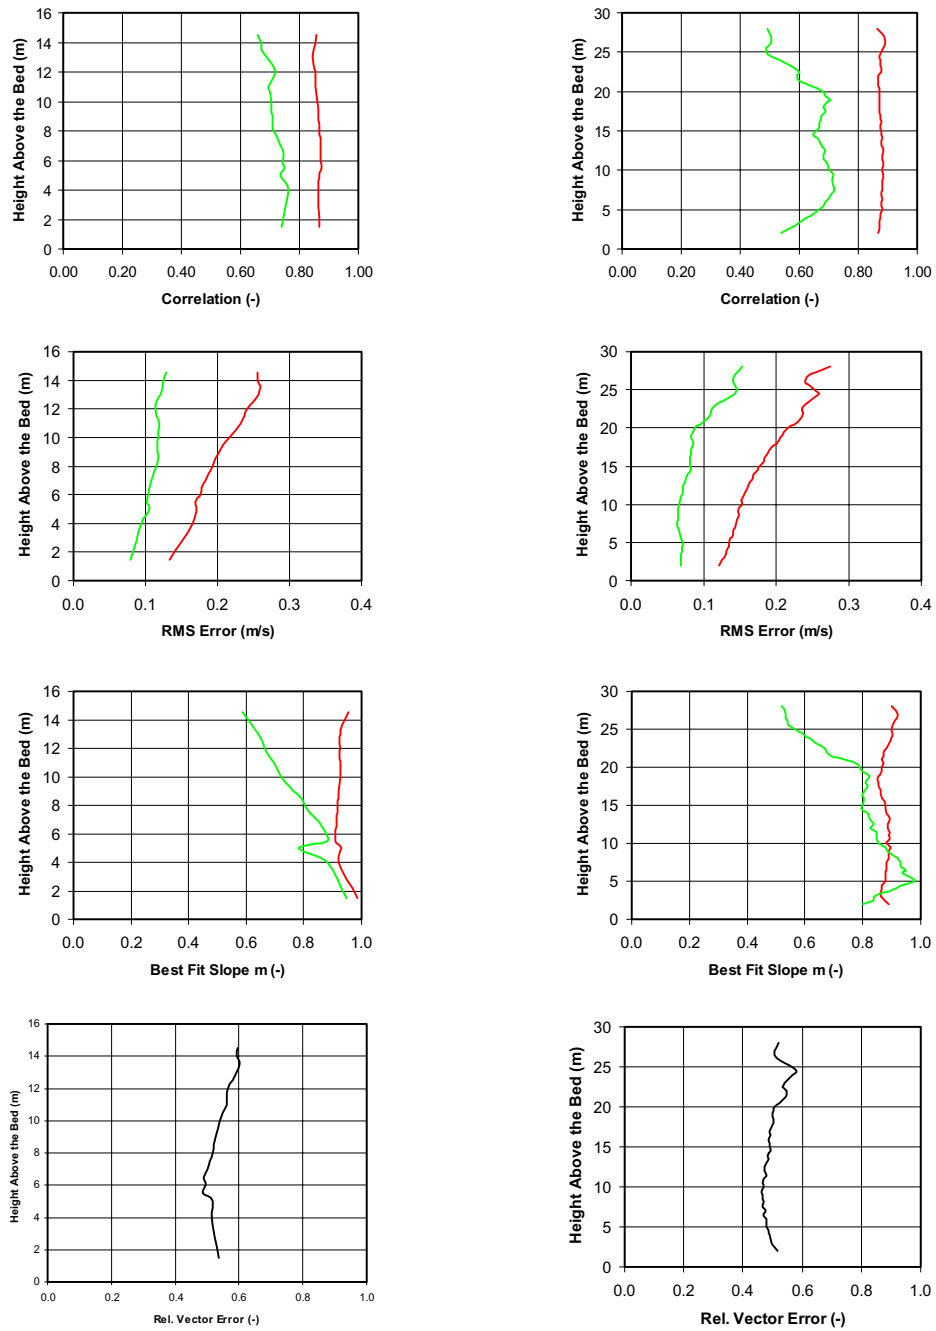 16
14
12
10
8
6
4
2
0
Height Above the Bed (m)
0.00 0.20 0.40 0.60 0.80 1.00
Correlation (-)
30
25
20
15
10
5
0
Height Above the Bed (m)
0.00 0.20 0.40 0.60 0.80 1.00
Correlation (-)
16
14
12
10
8
6
4
2
0
Height Above the Bed (m)
0.0 0.1 0.2 0.3 0.4
RMS Error (m/s)
30
25
20
15
10
5
0
Height Above the Bed (m)
0.0 0.1 0.2 0.3 0.4
RMS Error (m/s)
16
14
12
10
8
6
4
2
0
Height Above the Bed (m)
0.0 0.2 0.4 0.6 0.8 1.0
Best Fit Slope m (-)
30
25
20
15
10
5
0
Height Above the Bed (m)
0.0 0.2 0.4 0.6 0.8 1.0
Best Fit Slope m (-)
16
14
12
10
8
6
4
2
0
Height Above the Bed (m)
0.0 0.2 0.4 0.6 0.8 1.0
Rel. Vector Error (-)
30
25
20
15
10
5
0
Height Above the Bed (m)
0.0 0.2 0.4 0.6 0.8 1.0
Rel. Vector Error (-)